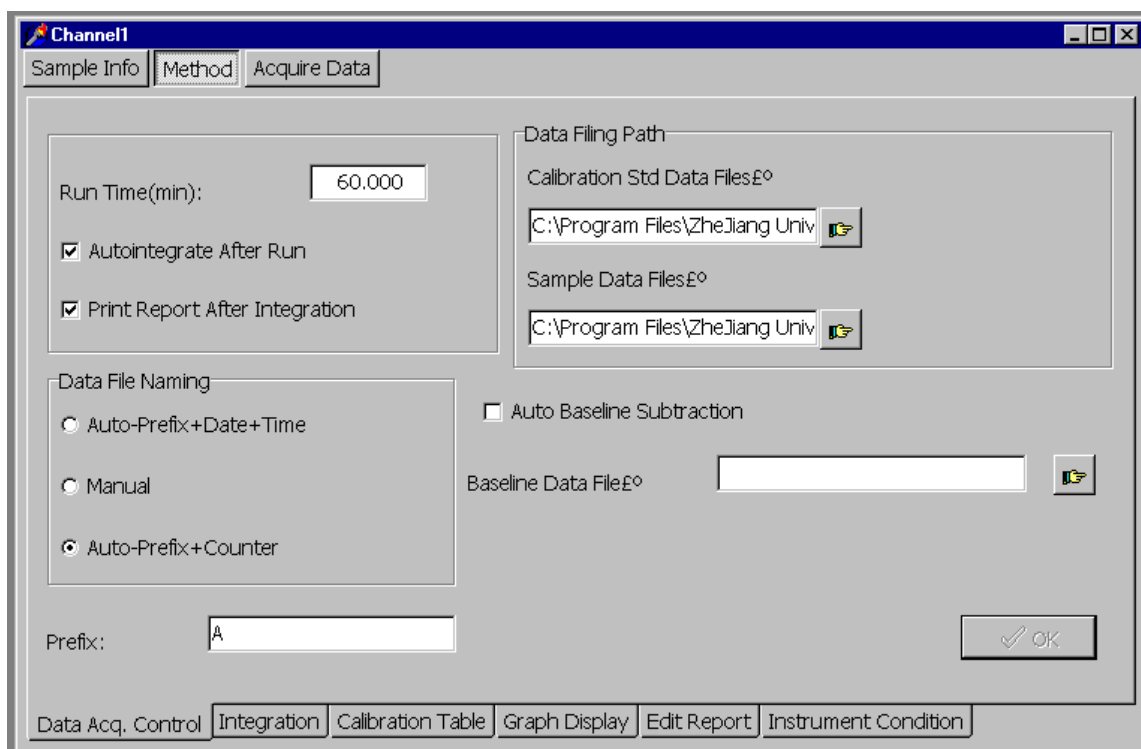 Channel1
Sample Info Method Acquire Data
Run Time(min): 60.000
Autointegrate After Run
Print Report After Integration
Data Filing Path
Calibration Std Data Files£º
C:\Program Files\ZheJiang Univ
Sample Data Files£º
C:\Program Files\ZheJiang Univ
Data File Naming
Auto-Prefix+Date+Time
Manual
Auto-Prefix+Counter
Auto Baseline Subtraction
Baseline Data File£º
Prefix: A
OK
Data Acq. Control Integration Calibration Table Graph Display Edit Report Instrument Condition